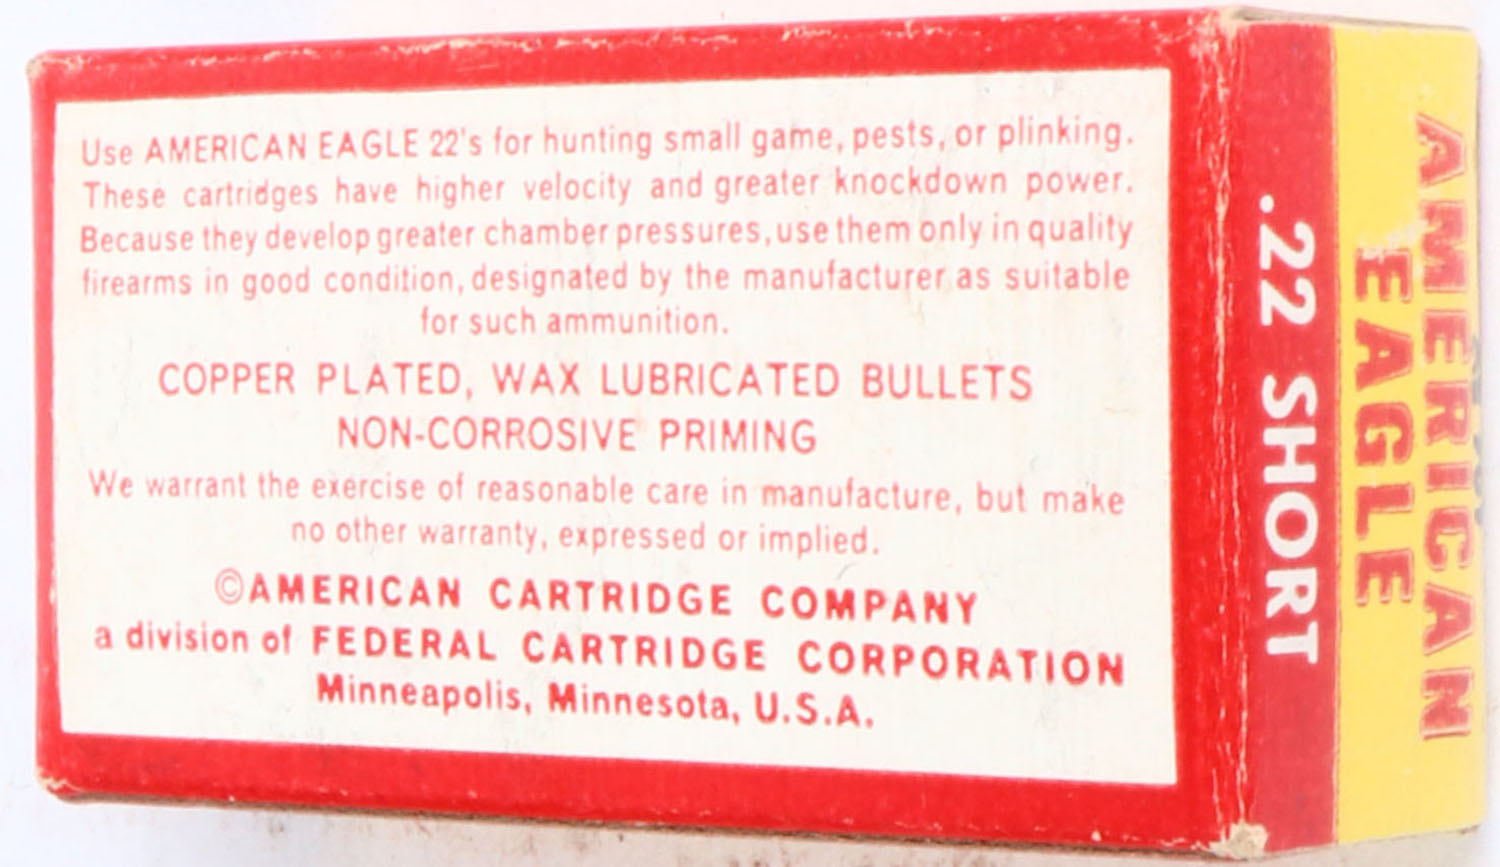 Use AMERICAN EAGLE 22's for hunting small game, pests, or plinking.
These cartridges have higher velocity and greater knockdown power.
Because they develop greater chamber pressures, use them only in quality
firearms in good condition, designated by the manufacturer as suitable
for such ammunition.
COPPER PLATED, WAX LUBRICATED BULLETS
NON-CORROSIVE PRIMING
We warrant the exercise of reasonable care in manufacture, but make
no other warranty, expressed or implied.
©AMERICAN CARTRIDGE COMPANY
a division of FEDERAL CARTRIDGE CORPORATION
Minneapolis, Minnesota, U.S.A.
AMERICAN
EAGLE
.22 SHORT